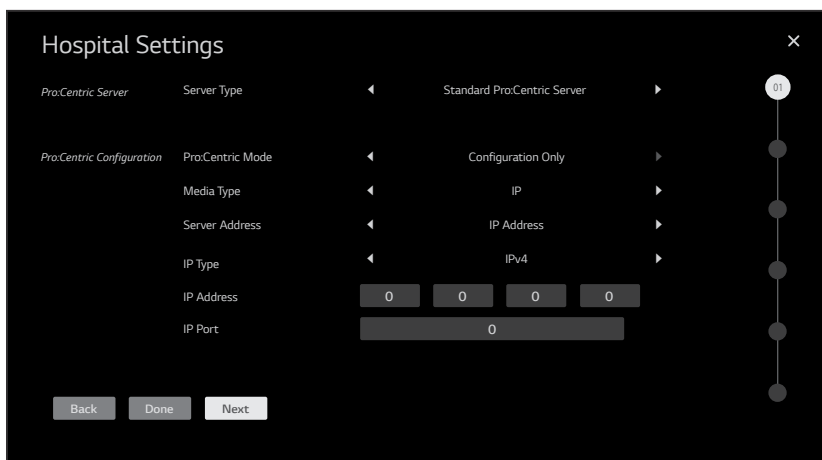 Hospital Settings
×
Pro:Centric Server Server Type Standard Pro:Centric Server
01
Pro:Centric Configuration Pro:Centric Mode Configuration Only
Media Type IP
Server Address IP Address
IP Type IPv4
IP Address 0 0 0 0
IP Port 0
Back Done Next